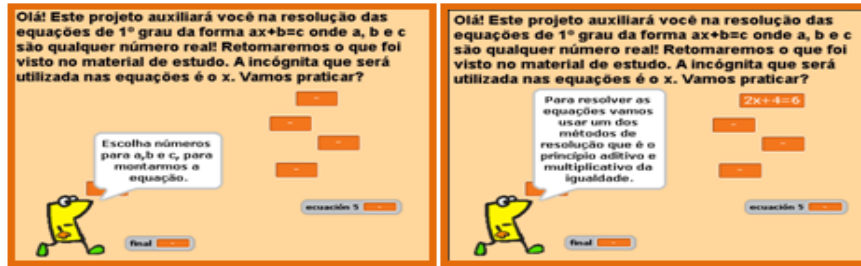 Olá! Este projeto auxiliará você na resolução das
equações de 1º grau da forma ax+b=c onde a, b e c
são qualquer número real! Retomaremos o que foi
visto no material de estudo. A incógnita que será
utilizada nas equações é o x. Vamos praticar?
Escolha números
para a,b e c, para
montarmos a
equação.
ecuación 5
final
Olá! Este projeto auxiliará você na resolução das
equações de 1º grau da forma ax+b=c onde a, b e c
são qualquer número real! Retomaremos o que foi
visto no material de estudo. A incógnita que será
utilizada nas equações é o x. Vamos praticar?
2x+4=6
Para resolver as
equações vamos
usar um dos
métodos de
resolução que é o
princípio aditivo e
multiplicativo da
igualdade.
ecuación 5
final